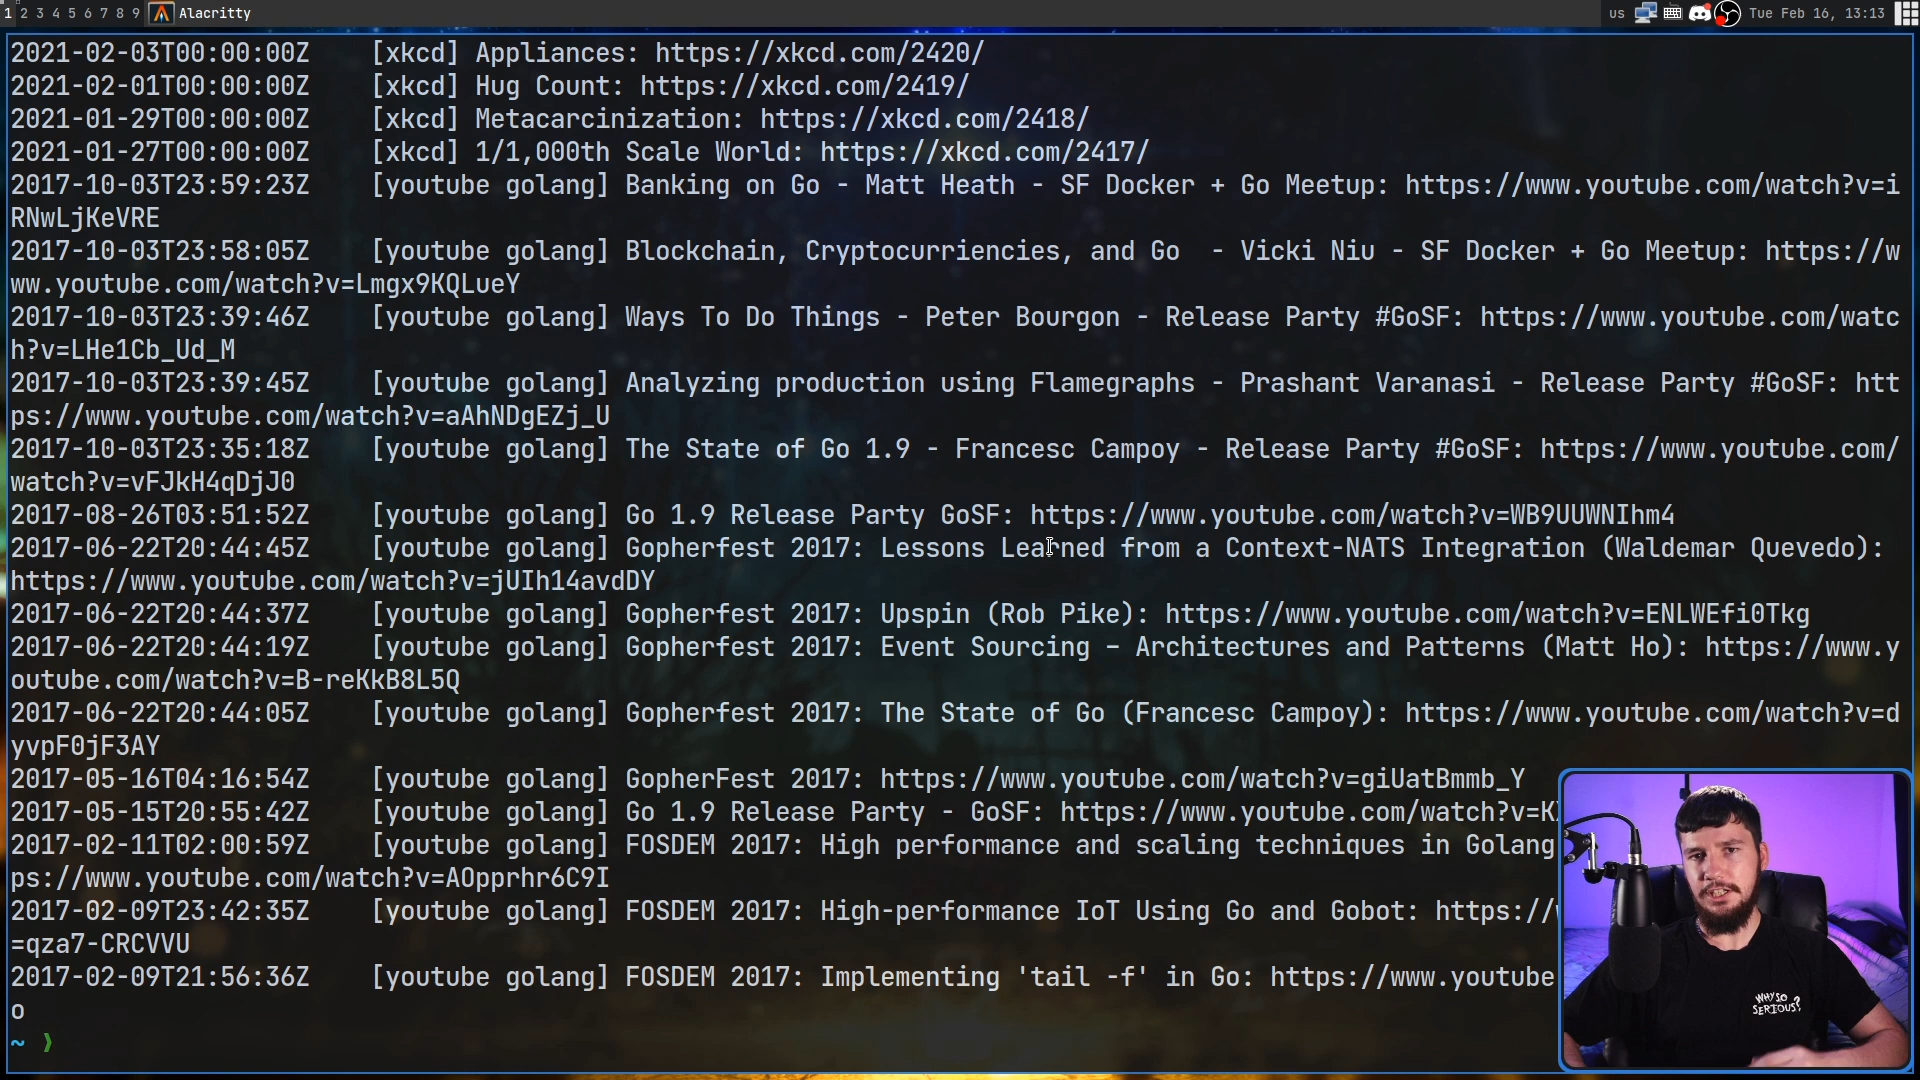 1 2 3 4 5 6 7 8 9 Alacritty us Tue Feb 16, 13:13
2021-02-03T00:00:00Z [xkcd] Appliances: https://xkcd.com/2420/
2021-02-01T00:00:00Z [xkcd] Hug Count: https://xkcd.com/2419/
2021-01-29T00:00:00Z [xkcd] Metacarcinization: https://xkcd.com/2418/
2021-01-27T00:00:00Z [xkcd] 1/1,000th Scale World: https://xkcd.com/2417/
2017-10-03T23:59:23Z [youtube golang] Banking on Go - Matt Heath - SF Docker + Go Meetup: https://www.youtube.com/watch?v=i
RNwLjKeVRE
2017-10-03T23:58:05Z [youtube golang] Blockchain, Cryptocurriencies, and Go  - Vicki Niu - SF Docker + Go Meetup: https://w
ww.youtube.com/watch?v=Lmgx9KQLueY
2017-10-03T23:39:46Z [youtube golang] Ways To Do Things - Peter Bourgon - Release Party #GoSF: https://www.youtube.com/watc
h?v=LHe1Cb_Ud_M
2017-10-03T23:39:45Z [youtube golang] Analyzing production using Flamegraphs - Prashant Varanasi - Release Party #GoSF: htt
ps://www.youtube.com/watch?v=aAhNDgEZj_U
2017-10-03T23:35:18Z [youtube golang] The State of Go 1.9 - Francesc Campoy - Release Party #GoSF: https://www.youtube.com/
watch?v=vFJkH4qDjJ0
2017-08-26T03:51:52Z [youtube golang] Go 1.9 Release Party GoSF: https://www.youtube.com/watch?v=WB9UUWNIhm4
2017-06-22T20:44:45Z [youtube golang] Gopherfest 2017: Lessons Learned from a Context-NATS Integration (Waldemar Quevedo):
https://www.youtube.com/watch?v=jUIh14avdDY
2017-06-22T20:44:37Z [youtube golang] Gopherfest 2017: Upspin (Rob Pike): https://www.youtube.com/watch?v=ENLWEfi0Tkg
2017-06-22T20:44:19Z [youtube golang] Gopherfest 2017: Event Sourcing – Architectures and Patterns (Matt Ho): https://www.y
outube.com/watch?v=B-reKkB8L5Q
2017-06-22T20:44:05Z [youtube golang] Gopherfest 2017: The State of Go (Francesc Campoy): https://www.youtube.com/watch?v=d
yvpF0jF3AY
2017-05-16T04:16:54Z [youtube golang] GopherFest 2017: https://www.youtube.com/watch?v=giUatBmmb_Y
2017-05-15T20:55:42Z [youtube golang] Go 1.9 Release Party - GoSF: https://www.youtube.com/watch?v=K
2017-02-11T02:00:59Z [youtube golang] FOSDEM 2017: High performance and scaling techniques in Golang
ps://www.youtube.com/watch?v=AOpprhr6C9I
2017-02-09T23:42:35Z [youtube golang] FOSDEM 2017: High-performance IoT Using Go and Gobot: https://
=qza7-CRCVVU
2017-02-09T21:56:36Z [youtube golang] FOSDEM 2017: Implementing 'tail -f' in Go: https://www.youtube
o
~ ❯
WHY SO
SERIOUS?